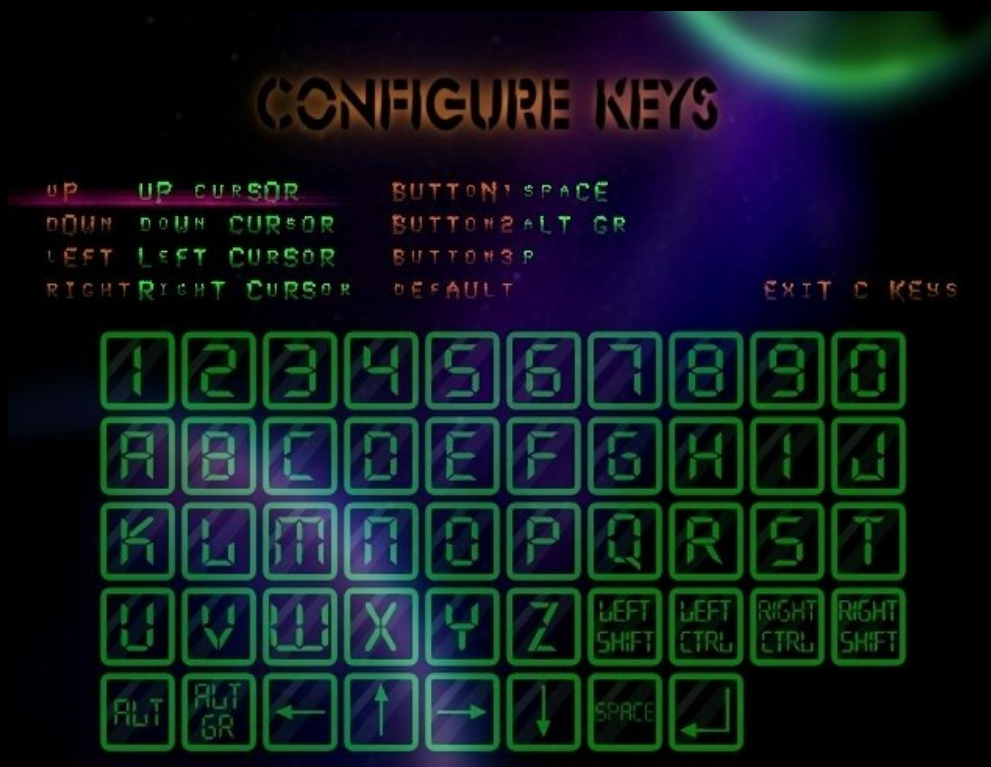 CONFIGURE KEYS
UP UP CURSOR BUTTON1 SPACE
DOWN DOWN CURSOR BUTTON2 ALT GR
LEFT LEFT CURSOR BUTTON3 P
RIGHT RIGHT CURSOR DEFAULT EXIT C KEYS
1 2 3 4 5 6 7 8 9 0
A B C D E F G H I J
K L M N O P Q R S T
U V W X Y Z LEFT SHIFT LEFT CTRL RIGHT CTRL RIGHT SHIFT
ALT ALT GR ← ↑ → ↓ SPACE ↵